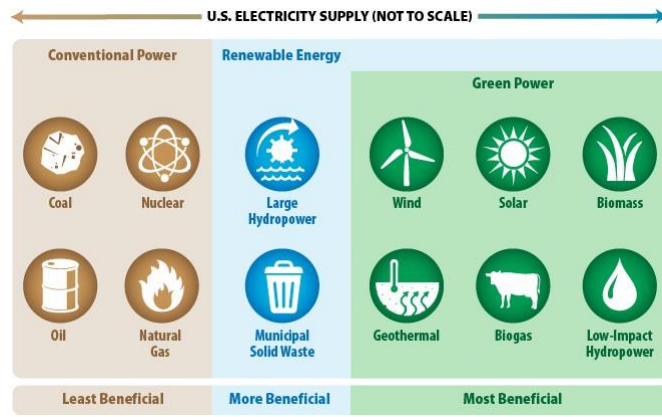 U.S. ELECTRICITY SUPPLY (NOT TO SCALE)
Conventional Power
Renewable Energy
Green Power
Coal
Nuclear
Large
Hydropower
Wind
Solar
Biomass
Oil
Natural
Gas
Municipal
Solid Waste
Geothermal
Biogas
Low-Impact
Hydropower
Least Beneficial
More Beneficial
Most Beneficial